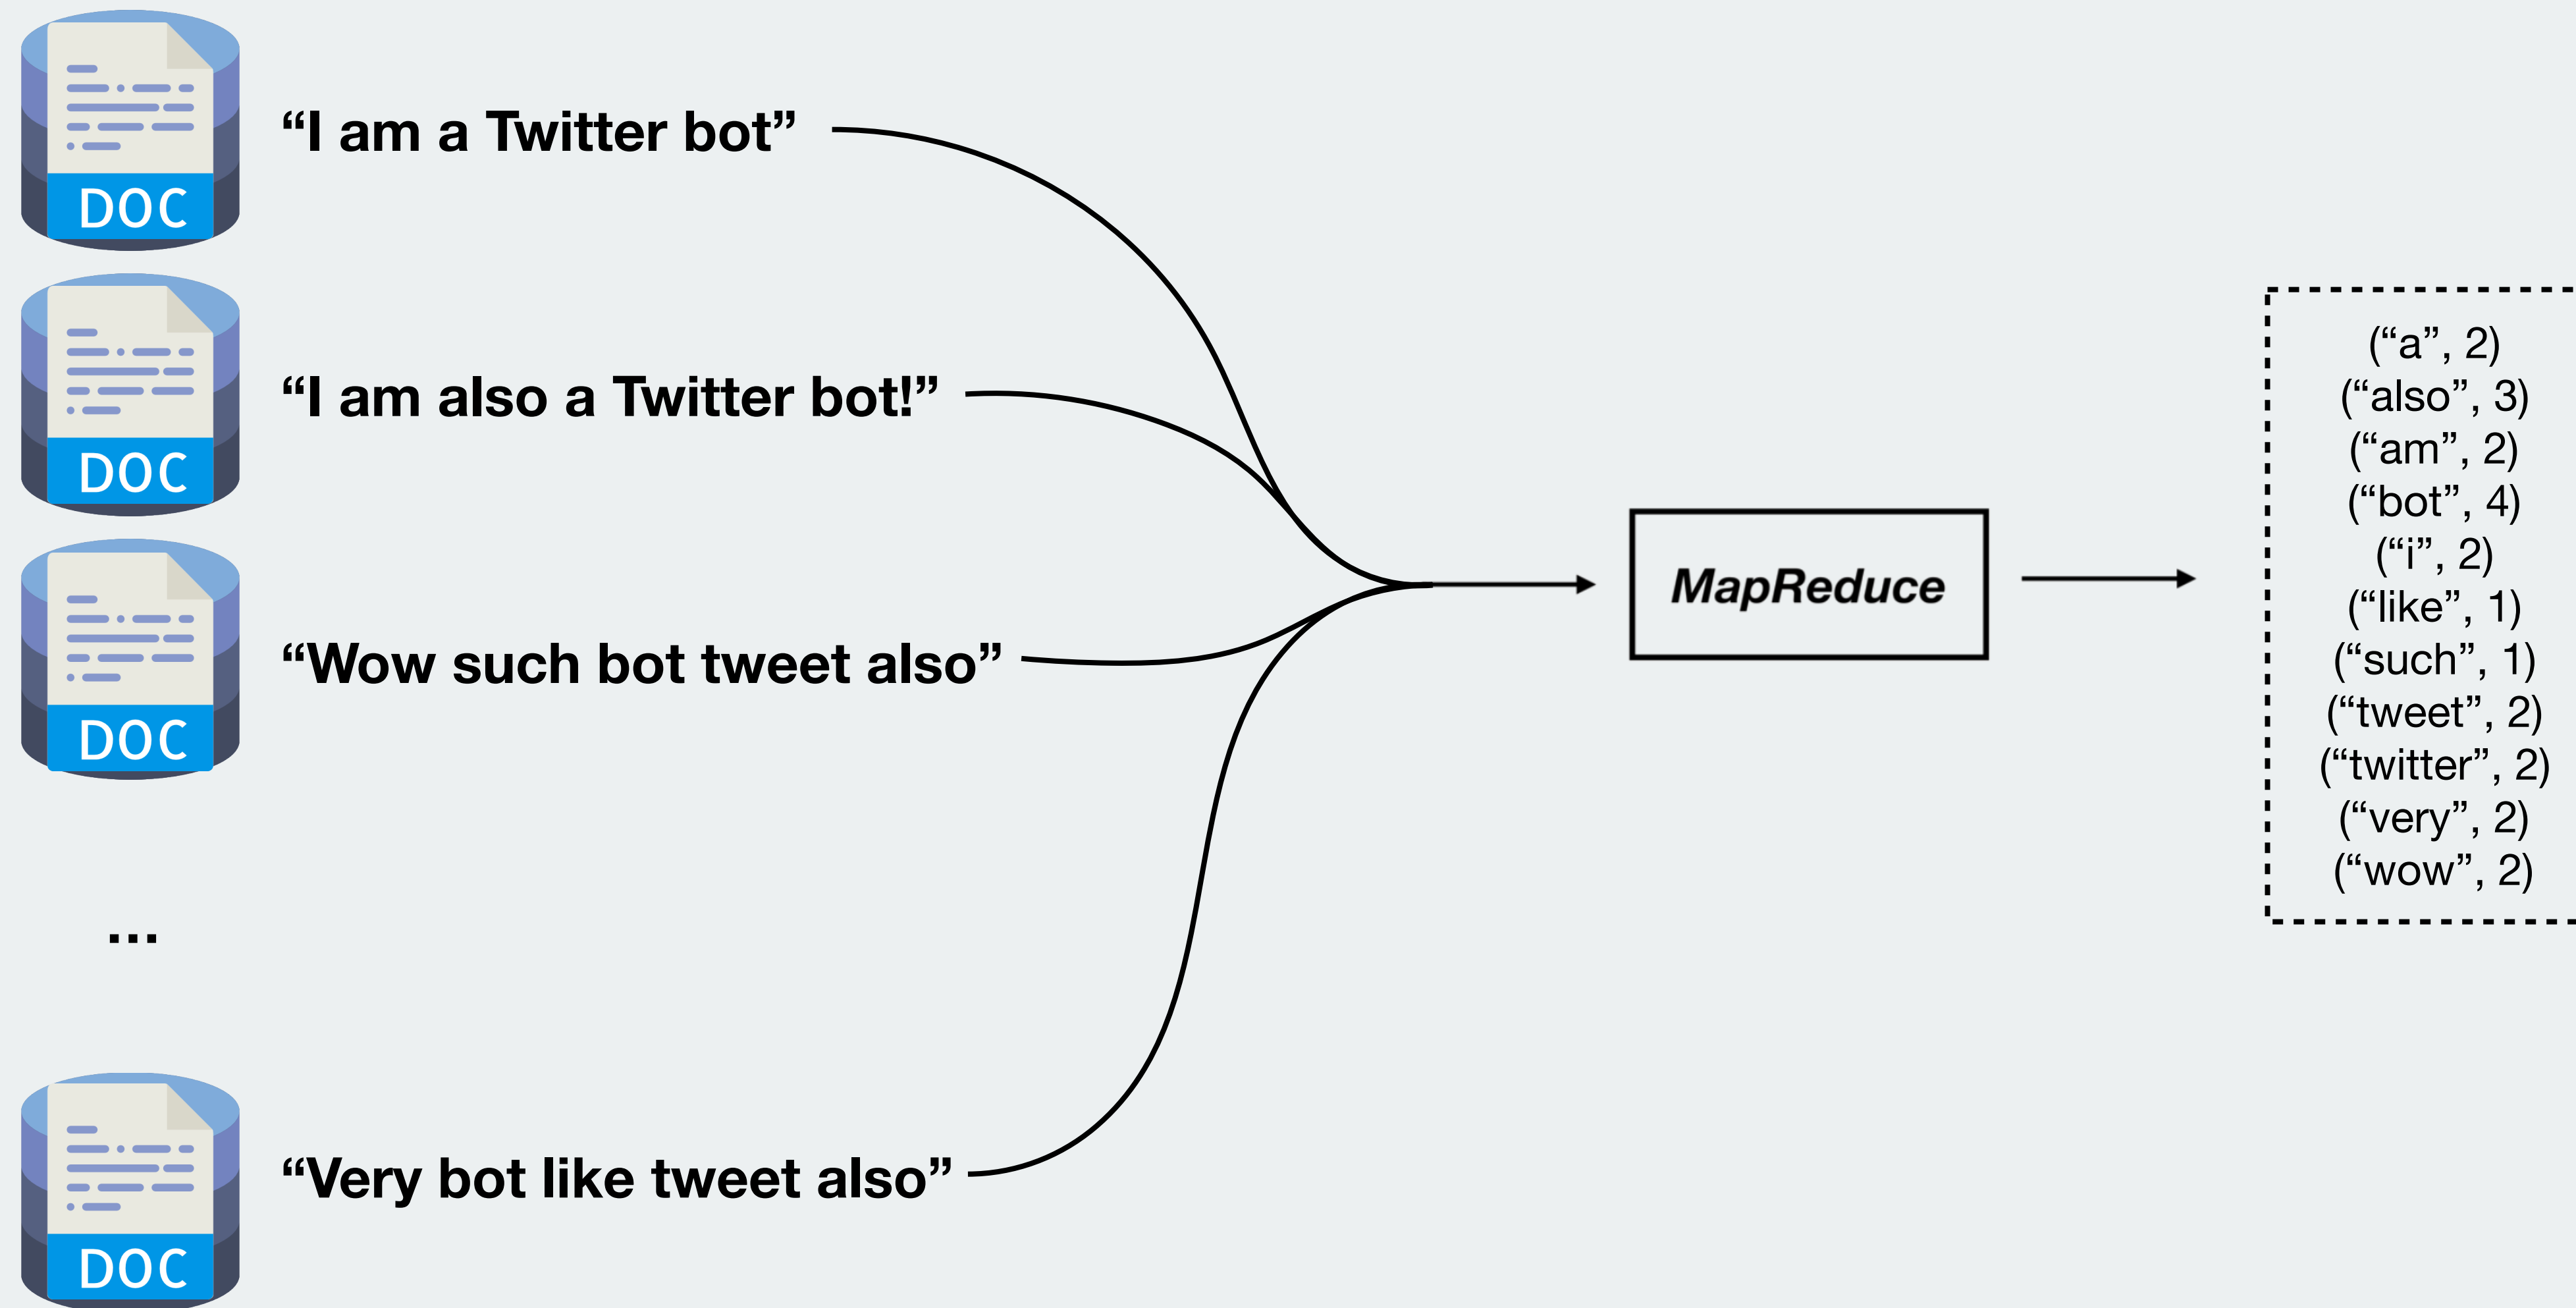 DOC
“I am a Twitter bot”
DOC
“I am also a Twitter bot!”
DOC
“Wow such bot tweet also”
...
DOC
“Very bot like tweet also”
MapReduce
(“a”, 2)
(“also”, 3)
(“am”, 2)
(“bot”, 4)
(“i”, 2)
(“like”, 1)
(“such”, 1)
(“tweet”, 2)
(“twitter”, 2)
(“very”, 2)
(“wow”, 2)